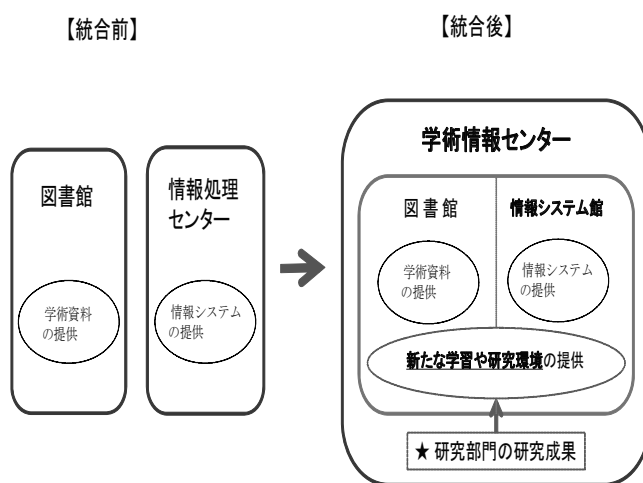 【統合前】
【統合後】
図書館
学術資料
の提供
情報処理
センター
情報システム
の提供
学術情報センター
図書館
学術資料
の提供
情報システム館
情報システム
の提供
新たな学習や研究環境の提供
★ 研究部門の研究成果